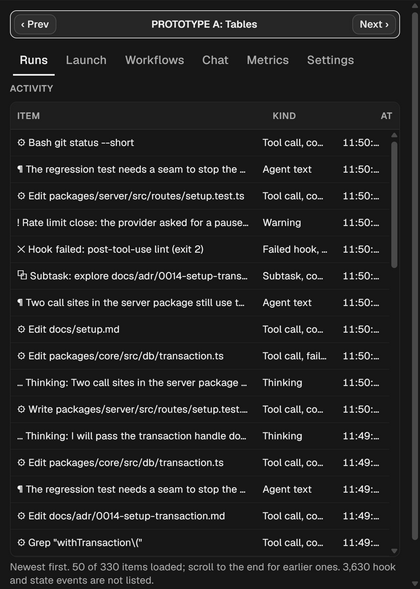 ‹ Prev PROTOTYPE A: Tables Next ›
Runs Launch Workflows Chat Metrics Settings
ACTIVITY
ITEM KIND AT
⚙ Bash git status --short Tool call, co... 11:50:...
¶ The regression test needs a seam to stop the ... Agent text 11:50:...
⚙ Edit packages/server/src/routes/setup.test.ts Tool call, co... 11:50:...
! Rate limit close: the provider asked for a pause... Warning 11:50:...
✕ Hook failed: post-tool-use lint (exit 2) Failed hook, ... 11:50:...
Subtask: explore docs/adr/0014-setup-trans... Subtask, co... 11:50:...
¶ Two call sites in the server package still use t... Agent text 11:50:...
⚙ Edit docs/setup.md Tool call, co... 11:50:...
⚙ Edit packages/core/src/db/transaction.ts Tool call, fail... 11:50:...
… Thinking: Two call sites in the server package ... Thinking 11:50:...
⚙ Write packages/server/src/routes/setup.test.... Tool call, co... 11:50:...
… Thinking: I will pass the transaction handle do... Thinking 11:49:...
⚙ Edit packages/core/src/db/transaction.ts Tool call, co... 11:49:...
¶ The regression test needs a seam to stop the ... Agent text 11:49:...
⚙ Edit docs/adr/0014-setup-transaction.md Tool call, co... 11:49:...
⚙ Grep "withTransaction\(" Tool call, co... 11:49:...
Newest first. 50 of 330 items loaded; scroll to the end for earlier ones. 3,630 hook
and state events are not listed.